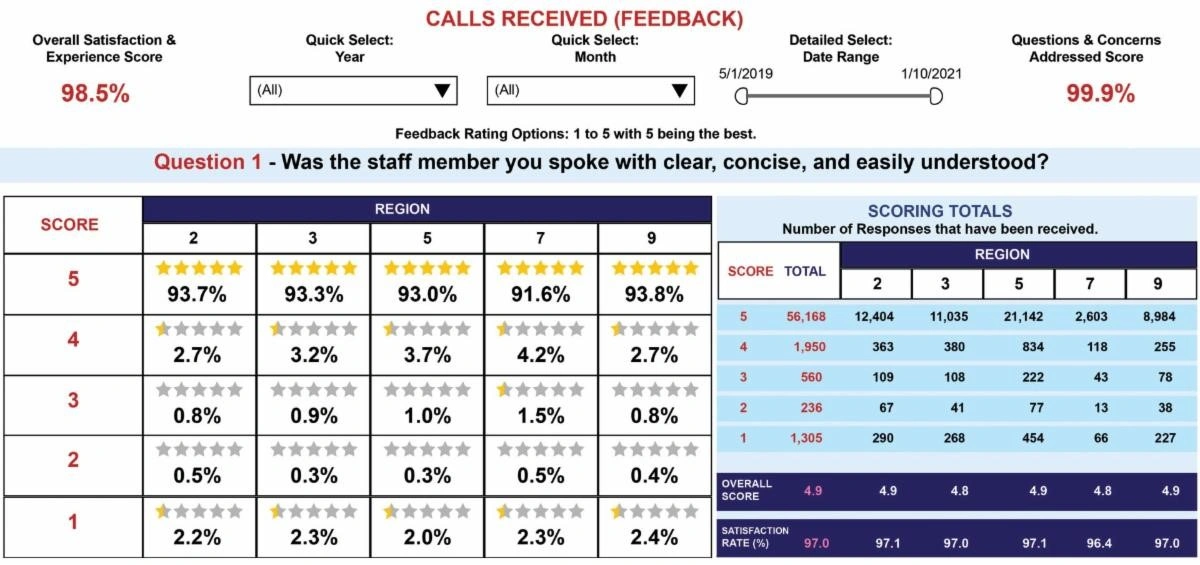 CALLS RECEIVED (FEEDBACK)
Overall Satisfaction &
Experience Score
98.5%
Quick Select:
Year
(All)
Quick Select:
Month
(All)
Detailed Select:
Date Range
5/1/2019 1/10/2021
Questions & Concerns
Addressed Score
99.9%
Feedback Rating Options: 1 to 5 with 5 being the best.
Question 1 - Was the staff member you spoke with clear, concise, and easily understood?
SCORE REGION
2 3 5 7 9
5 93.7% 93.3% 93.0% 91.6% 93.8%
4 2.7% 3.2% 3.7% 4.2% 2.7%
3 0.8% 0.9% 1.0% 1.5% 0.8%
2 0.5% 0.3% 0.3% 0.5% 0.4%
1 2.2% 2.3% 2.0% 2.3% 2.4%
SCORING TOTALS
Number of Responses that have been received.
SCORE TOTAL REGION
2 3 5 7 9
5 56,168 12,404 11,035 21,142 2,603 8,984
4 1,950 363 380 834 118 255
3 560 109 108 222 43 78
2 236 67 41 77 13 38
1 1,305 290 268 454 66 227
OVERALL
SCORE 4.9 4.9 4.8 4.9 4.8 4.9
SATISFACTION
RATE (%) 97.0 97.1 97.0 97.1 96.4 97.0